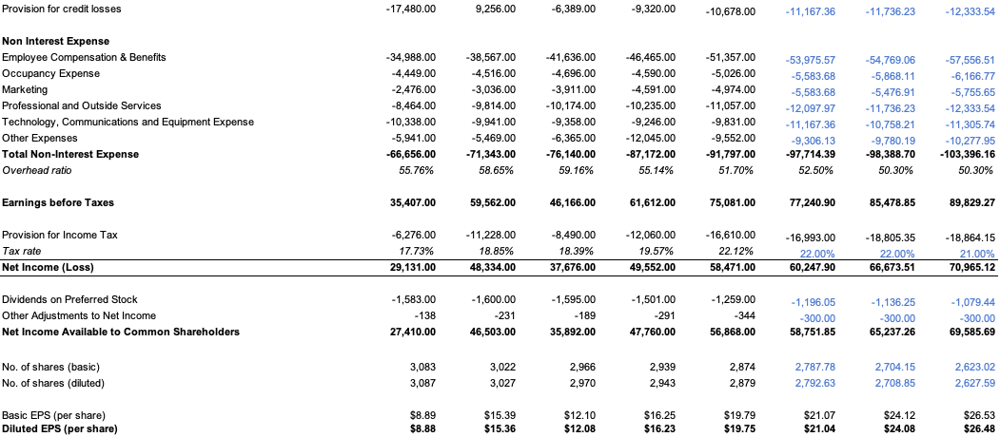 Provision for credit losses -17,480.00 9,256.00 -6,389.00 -9,320.00 -10,678.00 -11,167.36 -11,736.23 -12,333.54
Non Interest Expense
Employee Compensation & Benefits -34,988.00 -38,567.00 -41,636.00 -46,465.00 -51,357.00 -53,975.57 -54,769.06 -57,556.51
Occupancy Expense -4,449.00 -4,516.00 -4,696.00 -4,590.00 -5,026.00 -5,583.68 -5,868.11 -6,166.77
Marketing -2,476.00 -3,036.00 -3,911.00 -4,591.00 -4,974.00 -5,583.68 -5,476.91 -5,755.65
Professional and Outside Services -8,464.00 -9,814.00 -10,174.00 -10,235.00 -11,057.00 -12,097.97 -11,736.23 -12,333.54
Technology, Communications and Equipment Expense -10,338.00 -9,941.00 -9,358.00 -9,246.00 -9,831.00 -11,167.36 -10,758.21 -11,305.74
Other Expenses -5,941.00 -5,469.00 -6,365.00 -12,045.00 -9,552.00 -9,306.13 -9,780.19 -10,277.95
Total Non-Interest Expense -66,656.00 -71,343.00 -76,140.00 -87,172.00 -91,797.00 -97,714.39 -98,388.70 -103,396.16
Overhead ratio 55.76% 58.65% 59.16% 55.14% 51.70% 52.50% 50.30% 50.30%
Earnings before Taxes 35,407.00 59,562.00 46,166.00 61,612.00 75,081.00 77,240.90 85,478.85 89,829.27
Provision for Income Tax -6,276.00 -11,228.00 -8,490.00 -12,060.00 -16,610.00 -16,993.00 -18,805.35 -18,864.15
Tax rate 17.73% 18.85% 18.39% 19.57% 22.12% 22.00% 22.00% 21.00%
Net Income (Loss) 29,131.00 48,334.00 37,676.00 49,552.00 58,471.00 60,247.90 66,673.51 70,965.12
Dividends on Preferred Stock -1,583.00 -1,600.00 -1,595.00 -1,501.00 -1,259.00 -1,196.05 -1,136.25 -1,079.44
Other Adjustments to Net Income -138 -231 -189 -291 -344 -300.00 -300.00 -300.00
Net Income Available to Common Shareholders 27,410.00 46,503.00 35,892.00 47,760.00 56,868.00 58,751.85 65,237.26 69,585.69
No. of shares (basic) 3,083 3,022 2,966 2,939 2,874 2,787.78 2,704.15 2,623.02
No. of shares (diluted) 3,087 3,027 2,970 2,943 2,879 2,792.63 2,708.85 2,627.59
Basic EPS (per share) $8.89 $15.39 $12.10 $16.25 $19.79 $21.07 $24.12 $26.53
Diluted EPS (per share) $8.88 $15.36 $12.08 $16.23 $19.75 $21.04 $24.08 $26.48